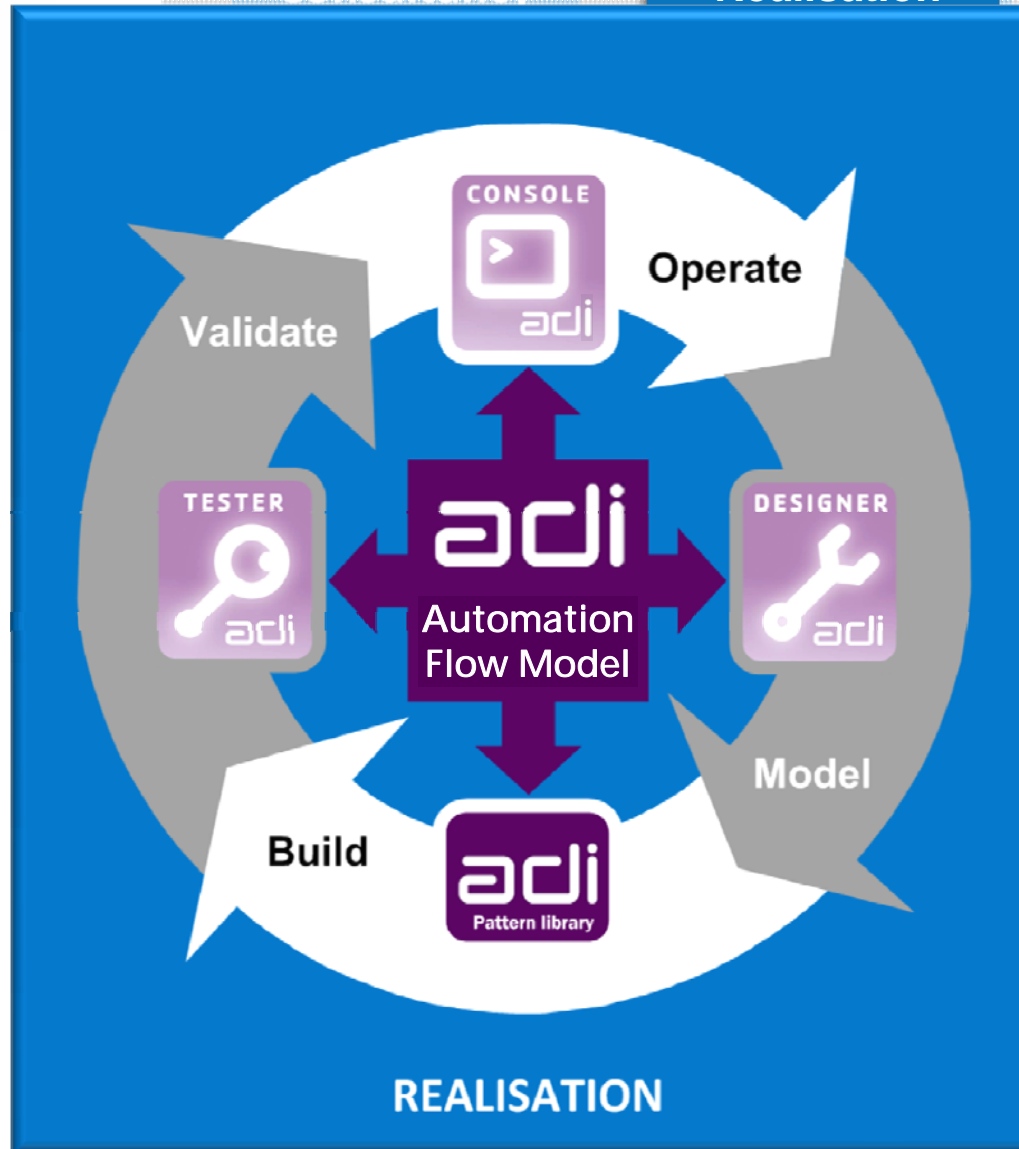 CONSOLE
>
adi
Operate
Validate
TESTER
adi
adi
Automation
Flow Model
DESIGNER
adi
Model
Build
adi
Pattern library
REALISATION